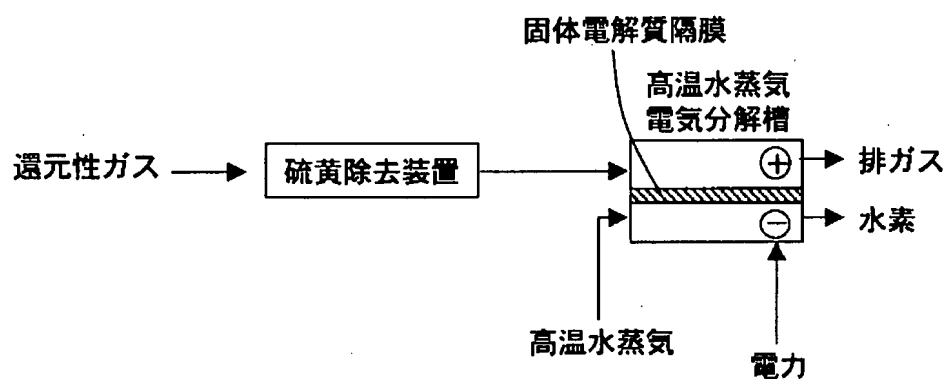 固体電解質隔膜
高温水蒸気
電気分解槽
還元性ガス
硫黄除去装置
+
排ガス
−
水素
高温水蒸気
電力